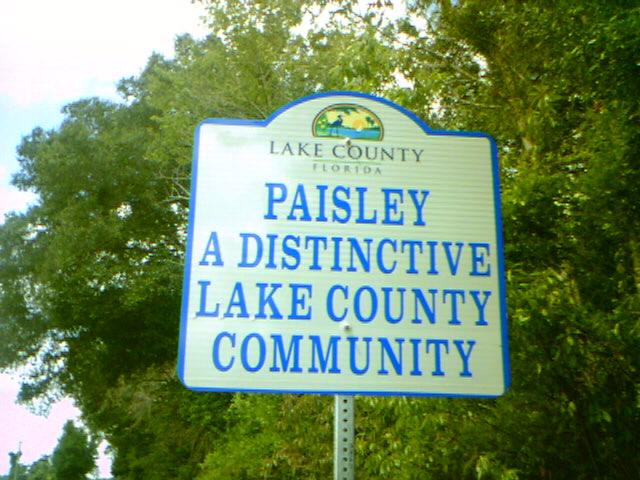 LAKE COUNTY
FLORIDA
PAISLEY
A DISTINCTIVE
LAKE COUNTY
COMMUNITY